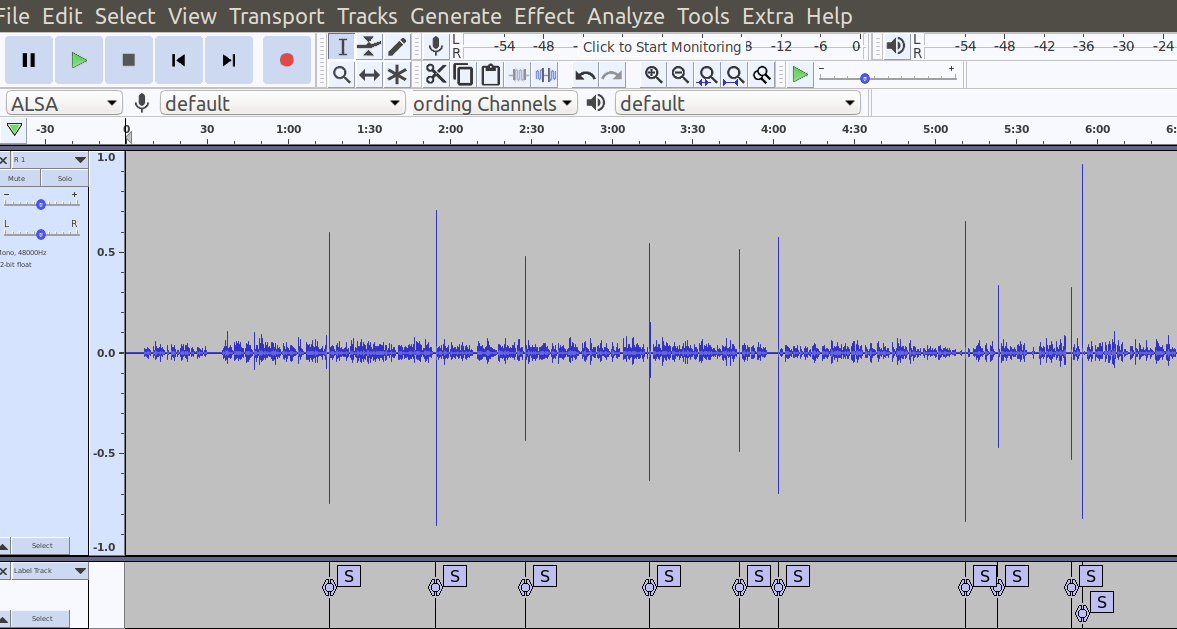 File Edit Select View Transport Tracks Generate Effect Analyze Tools Extra Help
L R -54 -48 - Click to Start Monitoring 8 -12 -6 0 L R -54 -48 -42 -36 -30 -24
- +
ALSA default ording Channels default
-30 0 30 1:00 1:30 2:00 2:30 3:00 3:30 4:00 4:30 5:00 5:30 6:00 6:
R 1 1.0
Mute Solo
- +
L R
0.5
Mono, 48000Hz
32-bit float
0.0
-0.5
Select -1.0
Label Track S S S S S S S S S
S
Select